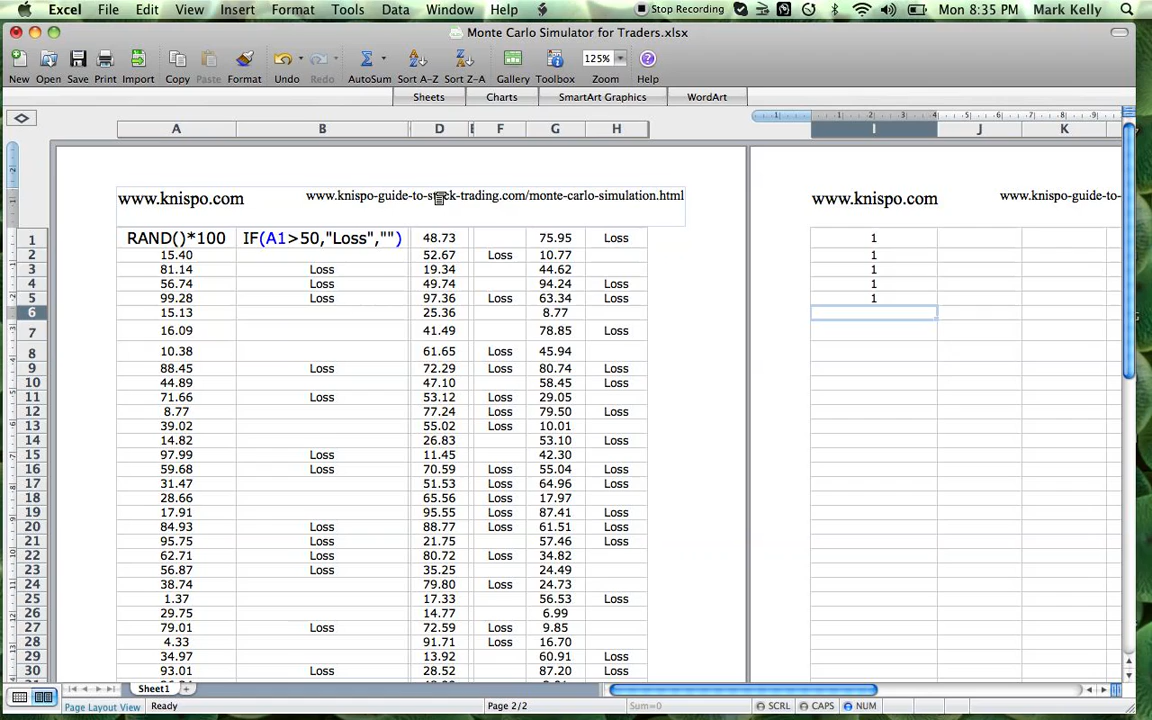 Excel File Edit View Insert Format Tools Data Window Help Stop Recording Mon 8:35 PM Mark Kelly
Monte Carlo Simulator for Traders.xlsx
125%
New Open Save Print Import Copy Paste Format Undo Redo AutoSum Sort A-Z Sort Z-A Gallery Toolbox Zoom Help
Sheets Charts SmartArt Graphics WordArt
A B D E F G H I J K
www.knispo.com www.knispo-guide-to-stock-trading.com/monte-carlo-simulation.html www.knispo.com www.knispo-guide-to-s
1 RAND()*100 IF(A1>50,"Loss","") 48.73 75.95 Loss 1
2 15.40 52.67 Loss 10.77 1
3 81.14 Loss 19.34 44.62 1
4 56.74 Loss 49.74 94.24 Loss 1
5 99.28 Loss 97.36 Loss 63.34 Loss 1
6 15.13 25.36 8.77
7 16.09 41.49 78.85 Loss
8 10.38 61.65 Loss 45.94
9 88.45 Loss 72.29 Loss 80.74 Loss
10 44.89 47.10 58.45 Loss
11 71.66 Loss 53.12 Loss 29.05
12 8.77 77.24 Loss 79.50 Loss
13 39.02 55.02 Loss 10.01
14 14.82 26.83 53.10 Loss
15 97.99 Loss 11.45 42.30
16 59.68 Loss 70.59 Loss 55.04 Loss
17 31.47 51.53 Loss 64.96 Loss
18 28.66 65.56 Loss 17.97
19 17.91 95.55 Loss 87.41 Loss
20 84.93 Loss 88.77 Loss 61.51 Loss
21 95.75 Loss 21.75 57.46 Loss
22 62.71 Loss 80.72 Loss 34.82
23 56.87 Loss 35.25 24.49
24 38.74 79.80 Loss 24.73
25 1.37 17.33 56.53 Loss
26 29.75 14.77 6.99
27 79.01 Loss 72.59 Loss 9.85
28 4.33 91.71 Loss 16.70
29 34.97 13.92 60.91 Loss
30 93.01 Loss 28.52 87.20 Loss
Sheet1
Page Layout View Ready Page 2/2 Sum=0 SCRL CAPS NUM